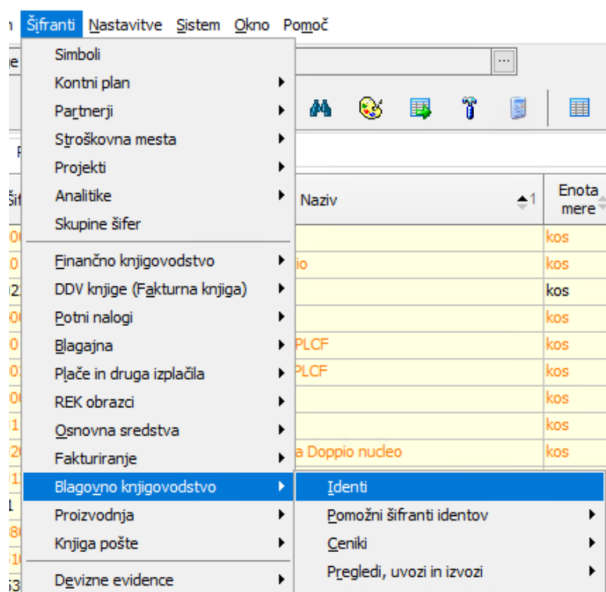 Šifranti Nastavitve Sistem Okno Pomoč
Simboli
Kontni plan
Partnerji
Stroškovna mesta
Projekti
Analitike
Skupine šifer
Naziv 1 Enota mere
Finančno knjigovodstvo
DDV knjige (Fakturna knjiga)
Potni nalogi
Blagajna
Plače in druga izplačila
REK obrazci
Osnovna sredstva
Fakturiranje
Blagovno knjigovodstvo
Proizvodnja
Knjiga pošte
Devizne evidence
kos
kos
kos
kos
PLCF kos
PLCF kos
kos
kos
a Doppio nucleo kos
Identi
Pomožni šifranti identov
Ceniki
Pregledi, uvozi in izvozi